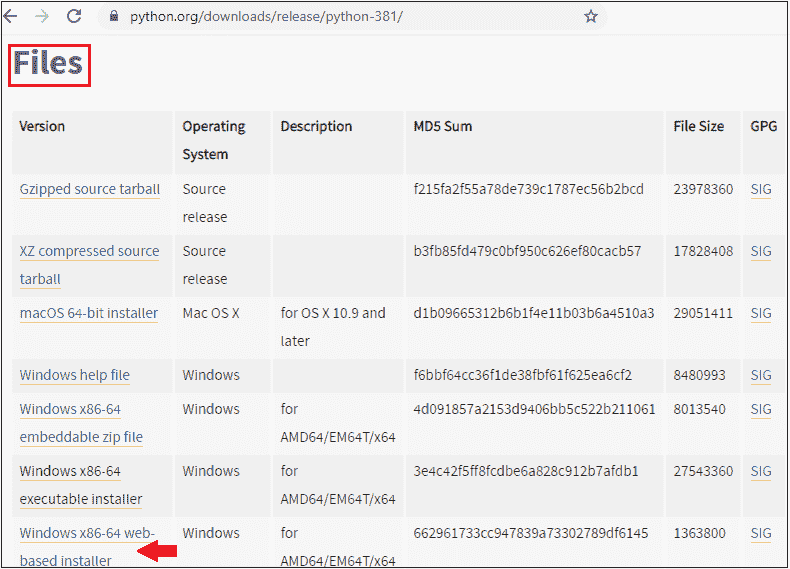 python.org/downloads/release/python-381/
Files
Version Operating System Description MD5 Sum File Size GPG
Gzipped source tarball Source release f215fa2f55a78de739c1787ec56b2bcd 23978360 SIG
XZ compressed source tarball Source release b3fb85fd479c0bf950c626ef80cacb57 17828408 SIG
macOS 64-bit installer Mac OS X for OS X 10.9 and later d1b09665312b6b1f4e11b03b6a4510a3 29051411 SIG
Windows help file Windows f6bbf64cc36f1de38fbf61f625ea6cf2 8480993 SIG
Windows x86-64 embeddable zip file Windows for AMD64/EM64T/x64 4d091857a2153d9406bb5c522b211061 8013540 SIG
Windows x86-64 executable installer Windows for AMD64/EM64T/x64 3e4c42f5ff8fcdbe6a828c912b7afdb1 27543360 SIG
Windows x86-64 web-based installer Windows for AMD64/EM64T/x64 662961733cc947839a73302789df6145 1363800 SIG